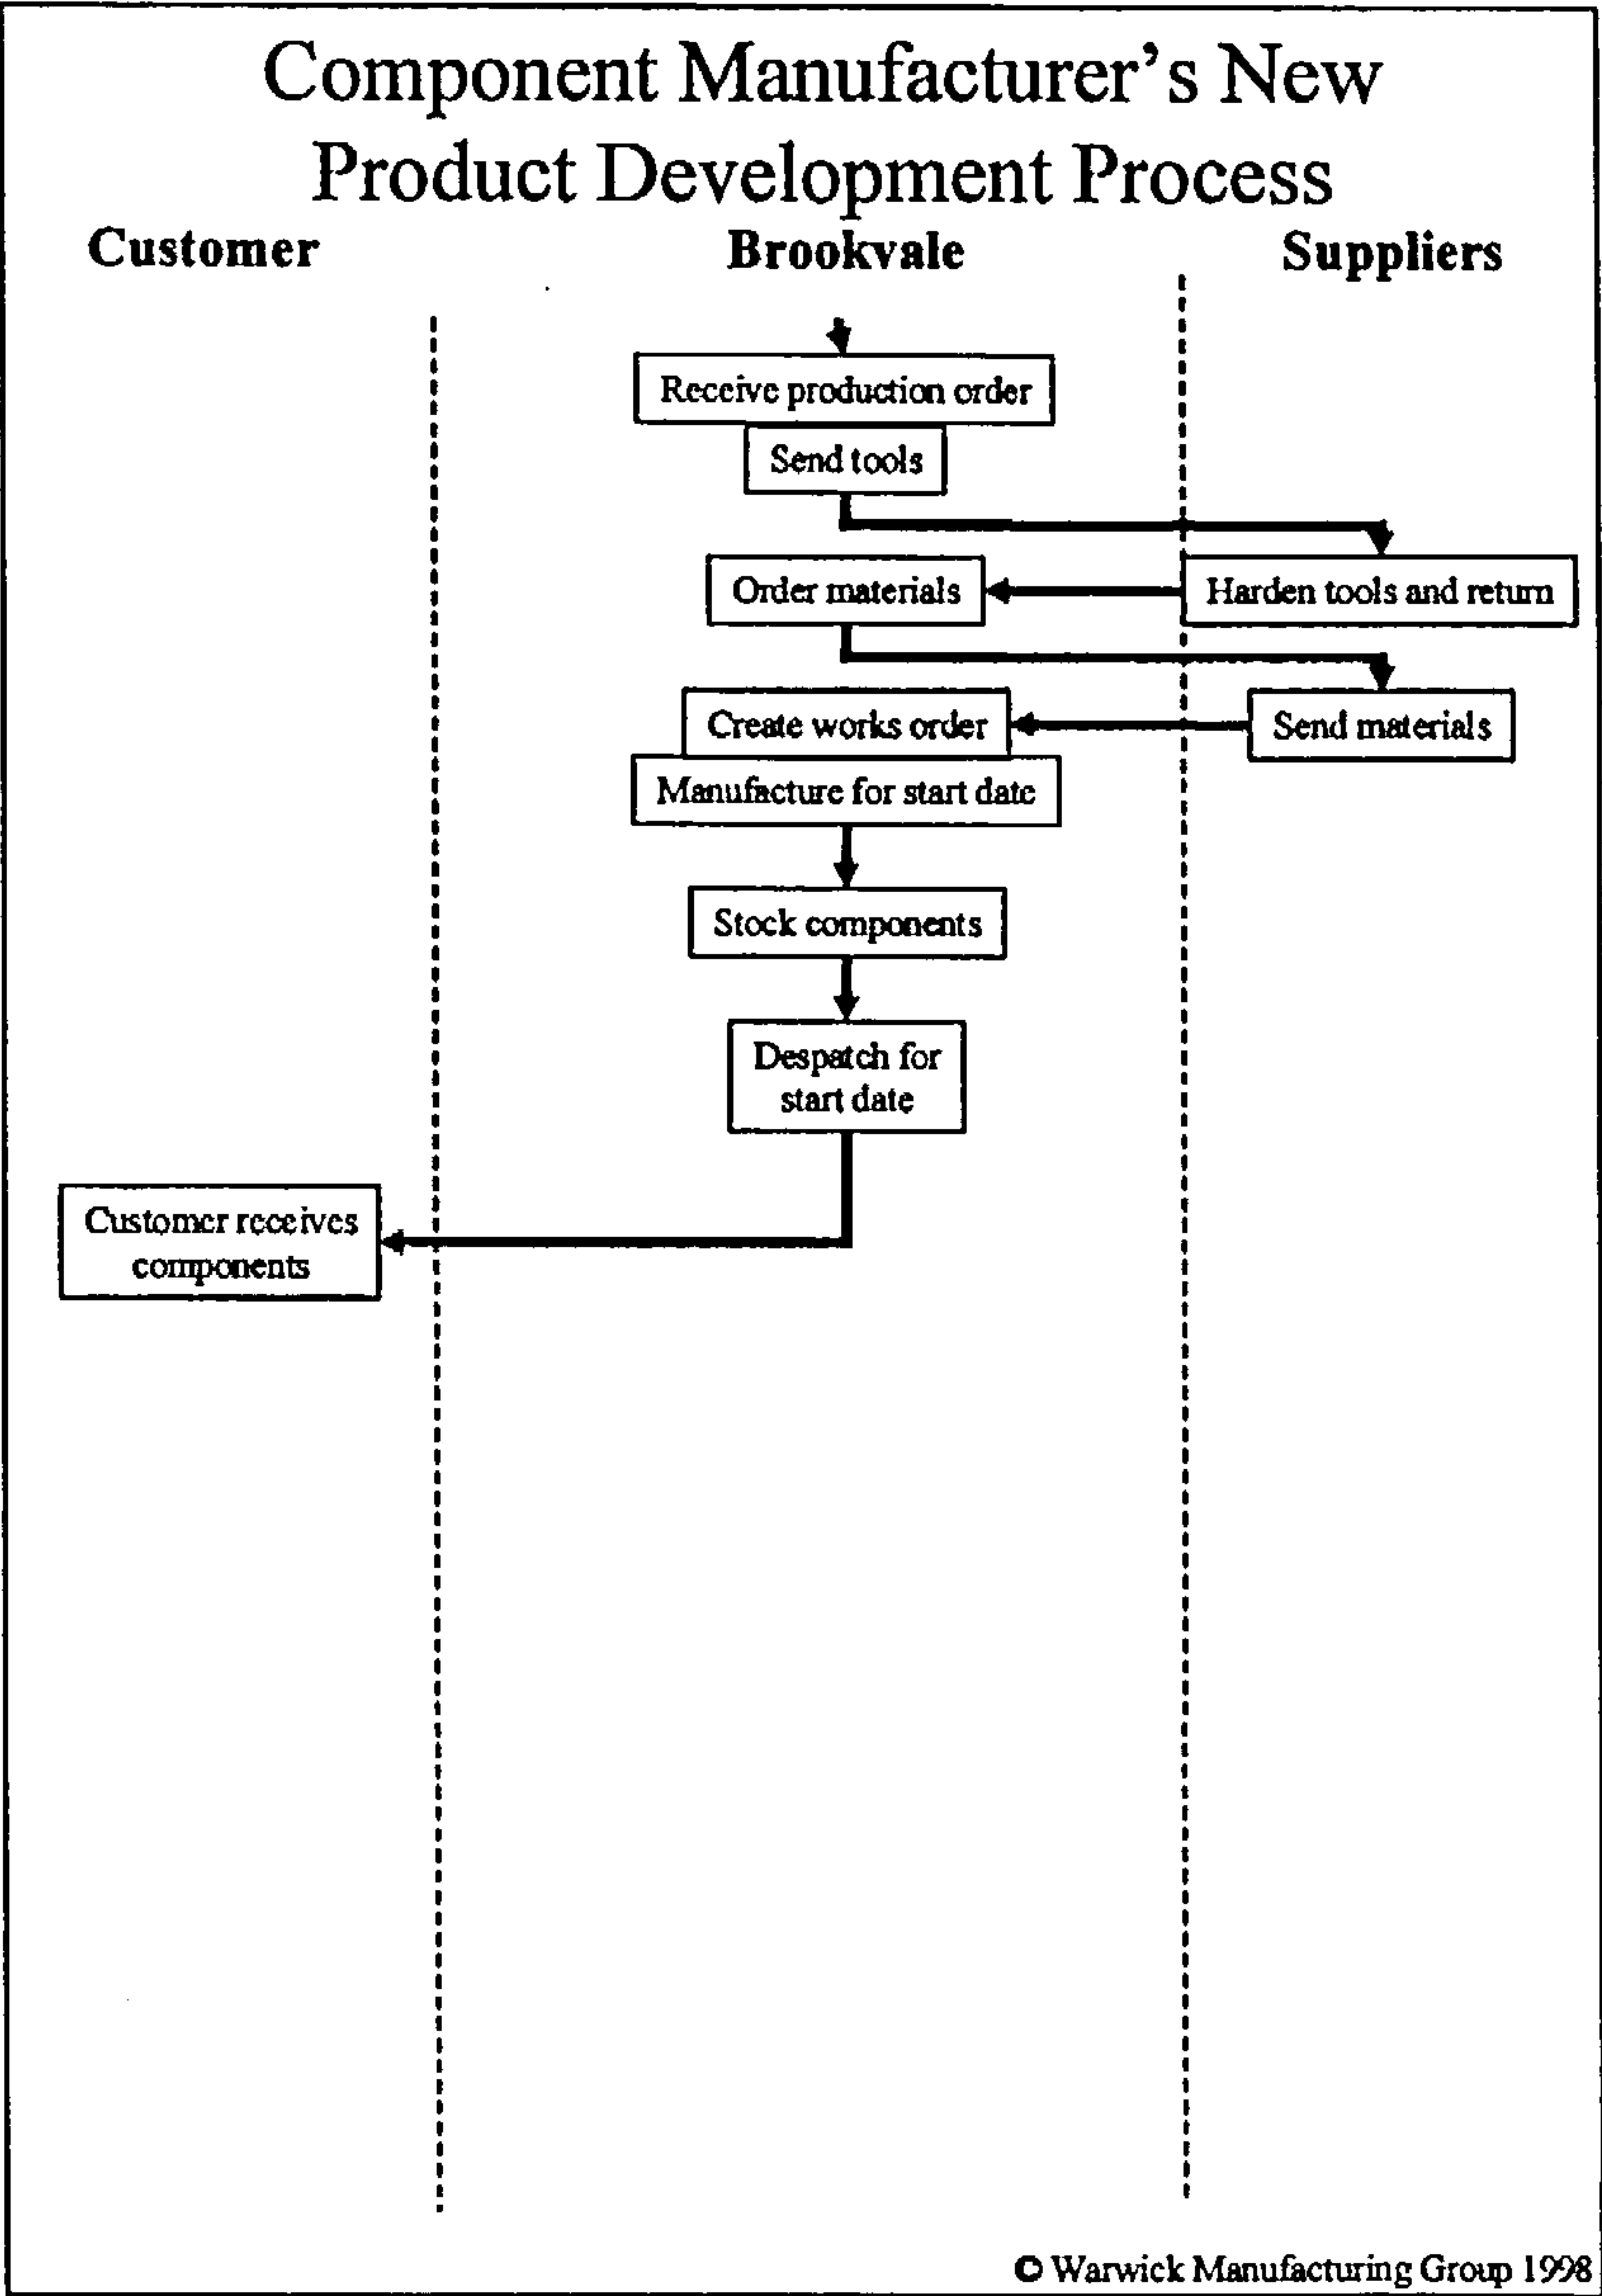 Component Manufacturer's New
Product Development Process
Customer
Brookvale
Suppliers
Receive production order
Send tools
Order materials
Harden tools and return
Create works order
Send materials
Manufacture for start date
Stock components
Despatch for
start date
Customer receives
components
© Warwick Manufacturing Group 1998